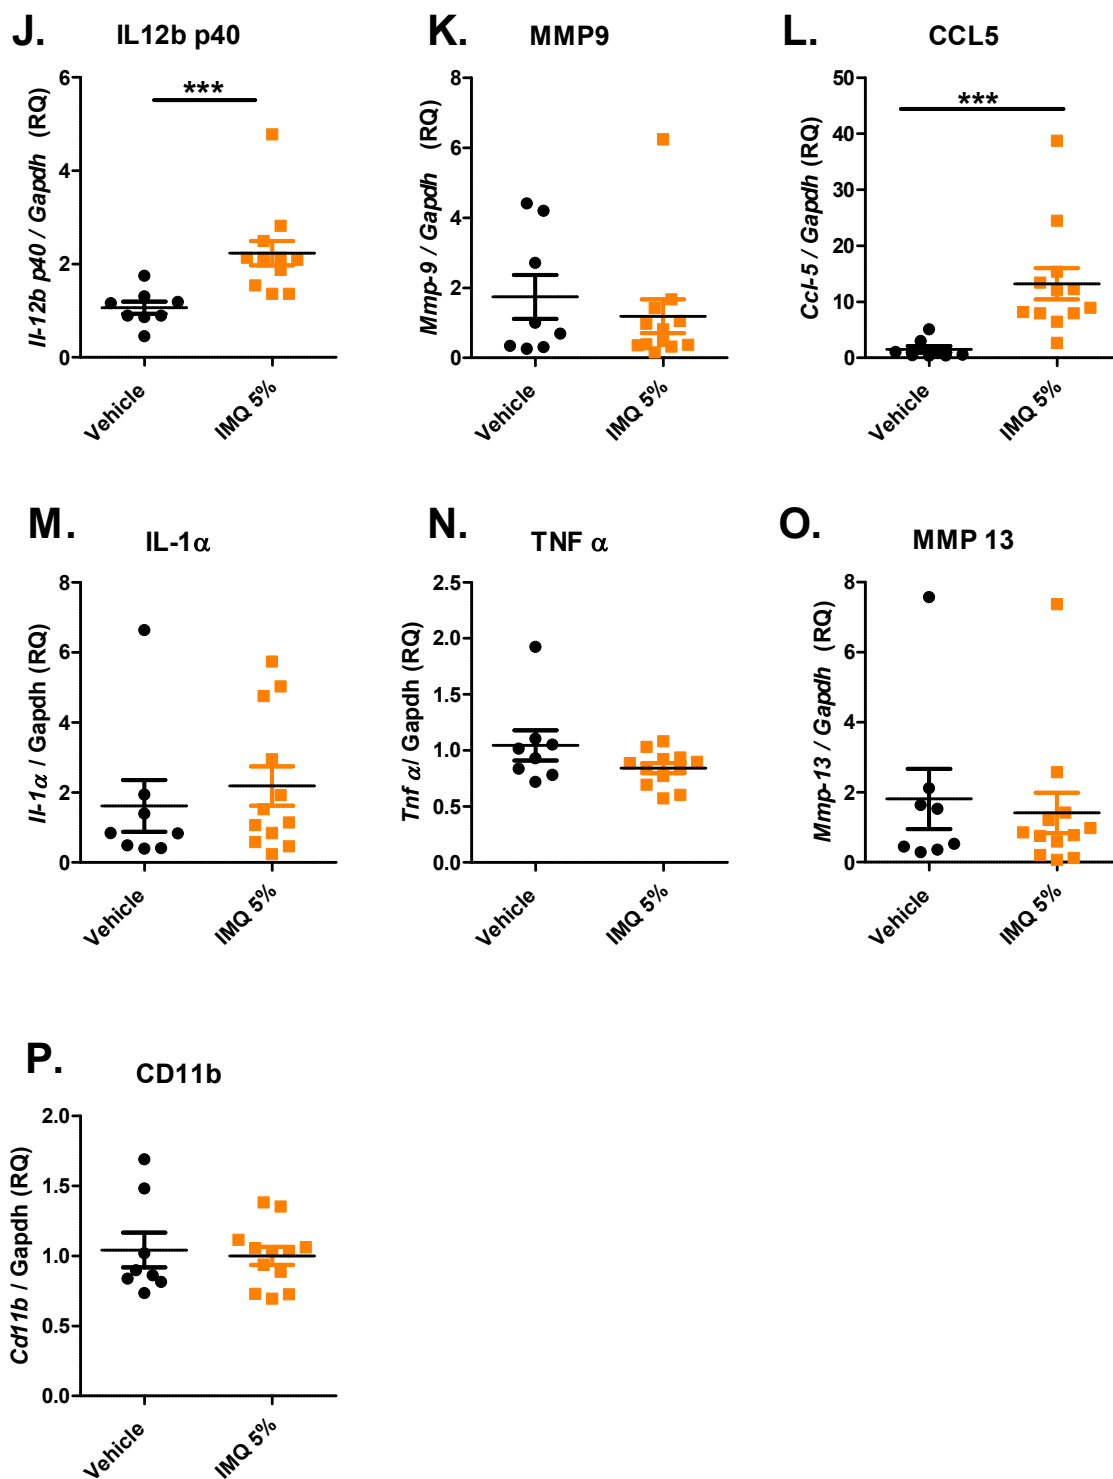 J.
IL12b p40
***
Il-12b p40 / Gapdh (RQ)
6
4
2
0
Vehicle
IMQ 5%
K.
MMP9
Mmp-9 / Gapdh (RQ)
8
6
4
2
0
Vehicle
IMQ 5%
L.
CCL5
***
Ccl-5 / Gapdh (RQ)
50
40
30
20
10
0
Vehicle
IMQ 5%
M.
IL-1α
Il-1α / Gapdh (RQ)
8
6
4
2
0
Vehicle
IMQ 5%
N.
TNF α
Tnf α/ Gapdh (RQ)
2.5
2.0
1.5
1.0
0.5
0.0
Vehicle
IMQ 5%
O.
MMP 13
Mmp-13 / Gapdh (RQ)
8
6
4
2
0
Vehicle
IMQ 5%
P.
CD11b
Cd11b / Gapdh (RQ)
2.0
1.5
1.0
0.5
0.0
Vehicle
IMQ 5%